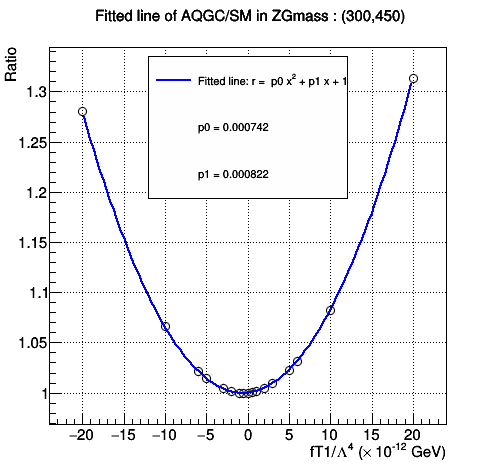 Fitted line of AQGC/SM in ZGmass : (300,450)
Ratio
Fitted line: r = p0 x² + p1 x + 1
p0 = 0.000742
p1 = 0.000822
1.3
1.25
1.2
1.15
1.1
1.05
1
−20 −15 −10 −5 0 5 10 15 20
fT1/Λ⁴ (× 10⁻¹² GeV)